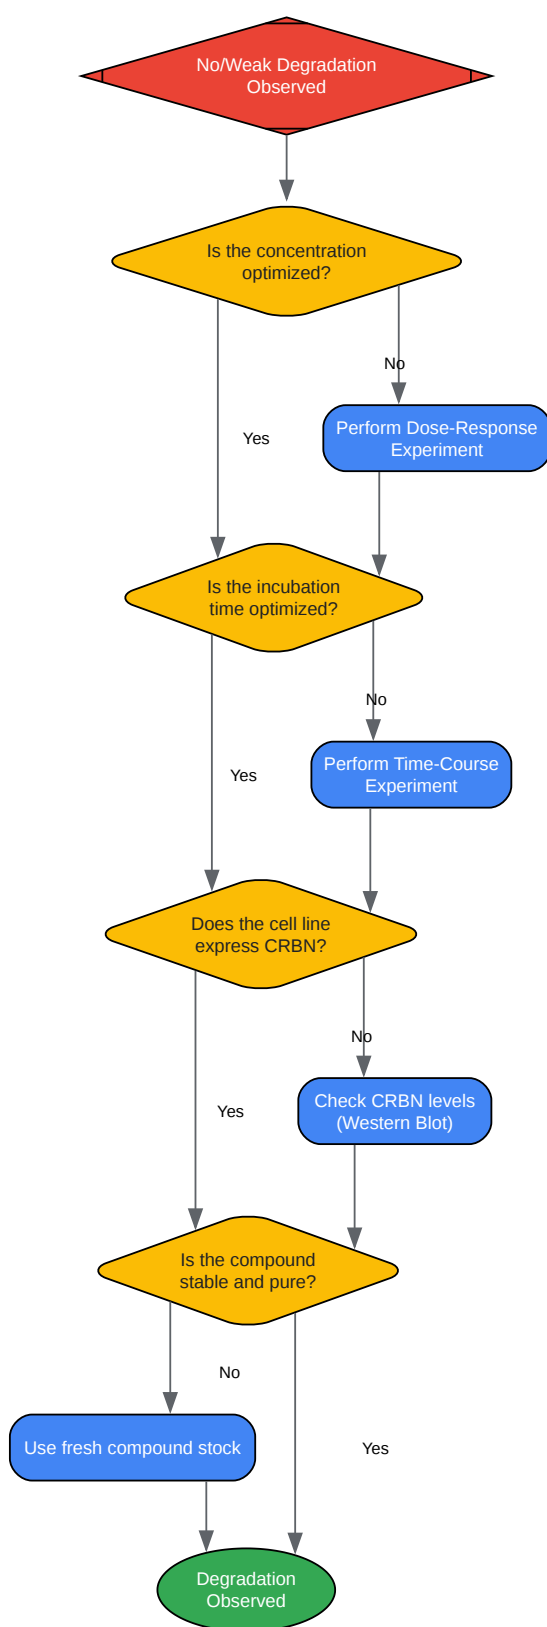 No/Weak Degradation
Observed
Is the concentration
optimized?
No
Perform Dose-Response
Experiment
Yes
Is the incubation
time optimized?
No
Perform Time-Course
Experiment
Yes
Does the cell line
express CRBN?
No
Check CRBN levels
(Western Blot)
Yes
Is the compound
stable and pure?
No
Use fresh compound stock
Yes
Degradation
Observed